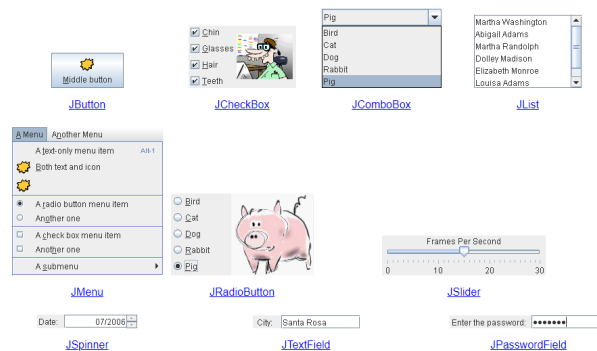 Middle button
JButton
Chin
Glasses
Hair
Teeth
JCheckBox
Pig
Bird
Cat
Dog
Rabbit
Pig
JComboBox
Martha Washington
Abigail Adams
Martha Randolph
Dolley Madison
Elizabeth Monroe
Louisa Adams
JList
A Menu Another Menu
A text-only menu item Alt-1
Both text and icon
A radio button menu item
Another one
A check box menu item
Another one
A submenu
JMenu
Bird
Cat
Dog
Rabbit
Pig
JRadioButton
Frames Per Second
0 10 20 30
JSlider
Date: 07/2006
JSpinner
City: Santa Rosa
JTextField
Enter the password: •••••••
JPasswordField